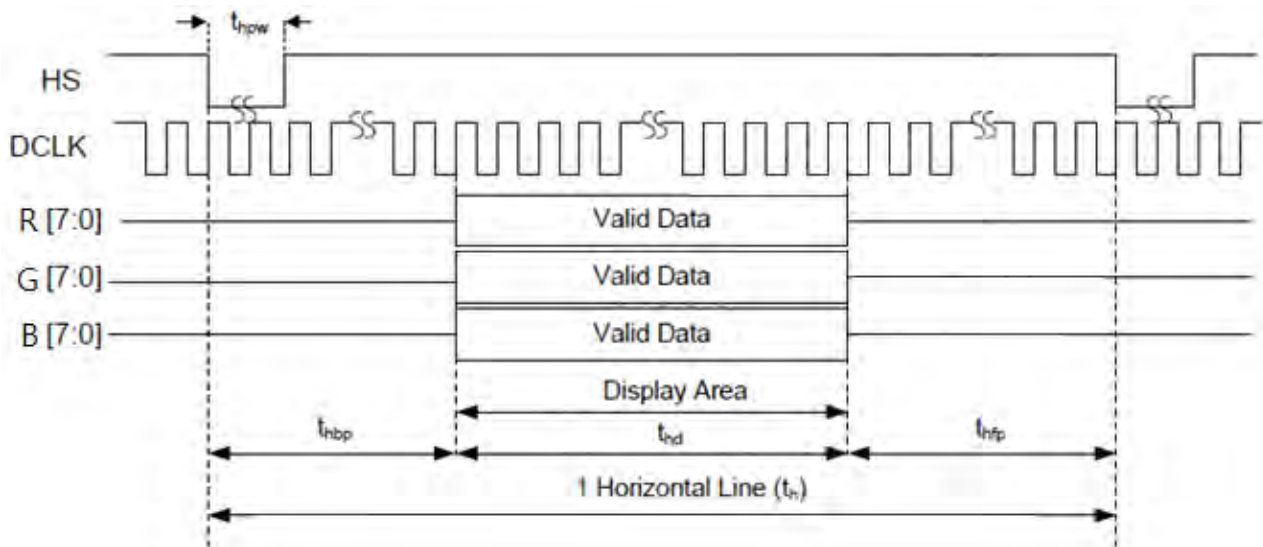 thpw
HS
DCLK
R [7:0]
Valid Data
G [7:0]
Valid Data
B [7:0]
Valid Data
Display Area
thbp
thd
thfp
1 Horizontal Line (th)